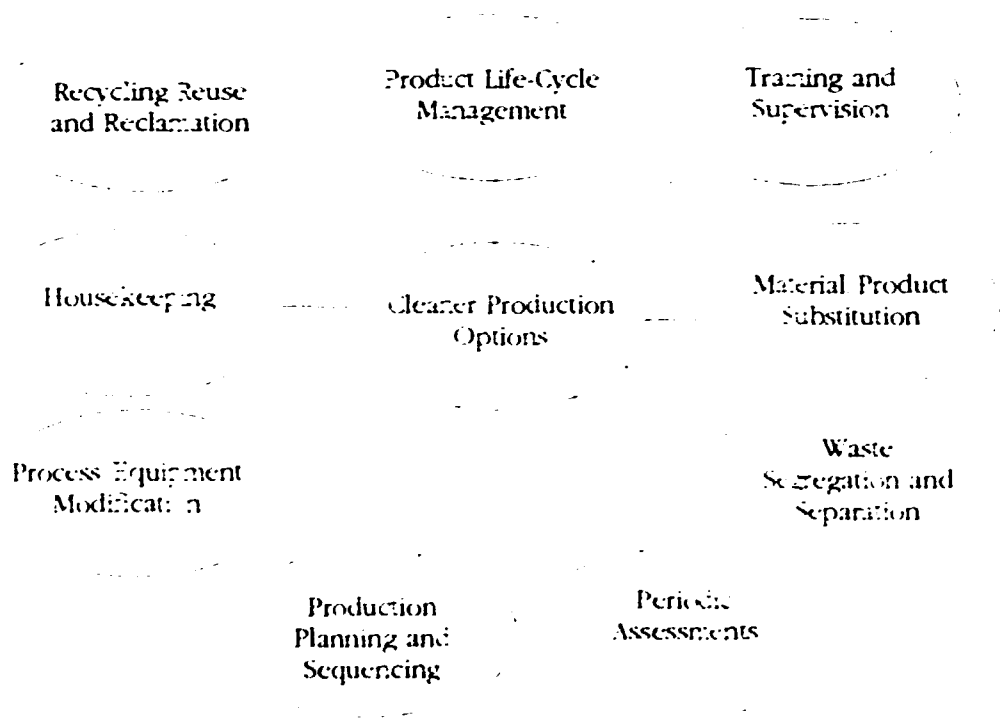 Recycling Reuse
and Reclamation
Product Life-Cycle
Management
Training and
Supervision
Housekeeping
Cleaner Production
Options
Material Product
Substitution
Process Equipment
Modification
Waste
Segregation and
Separation
Production
Planning and
Sequencing
Periodic
Assessments